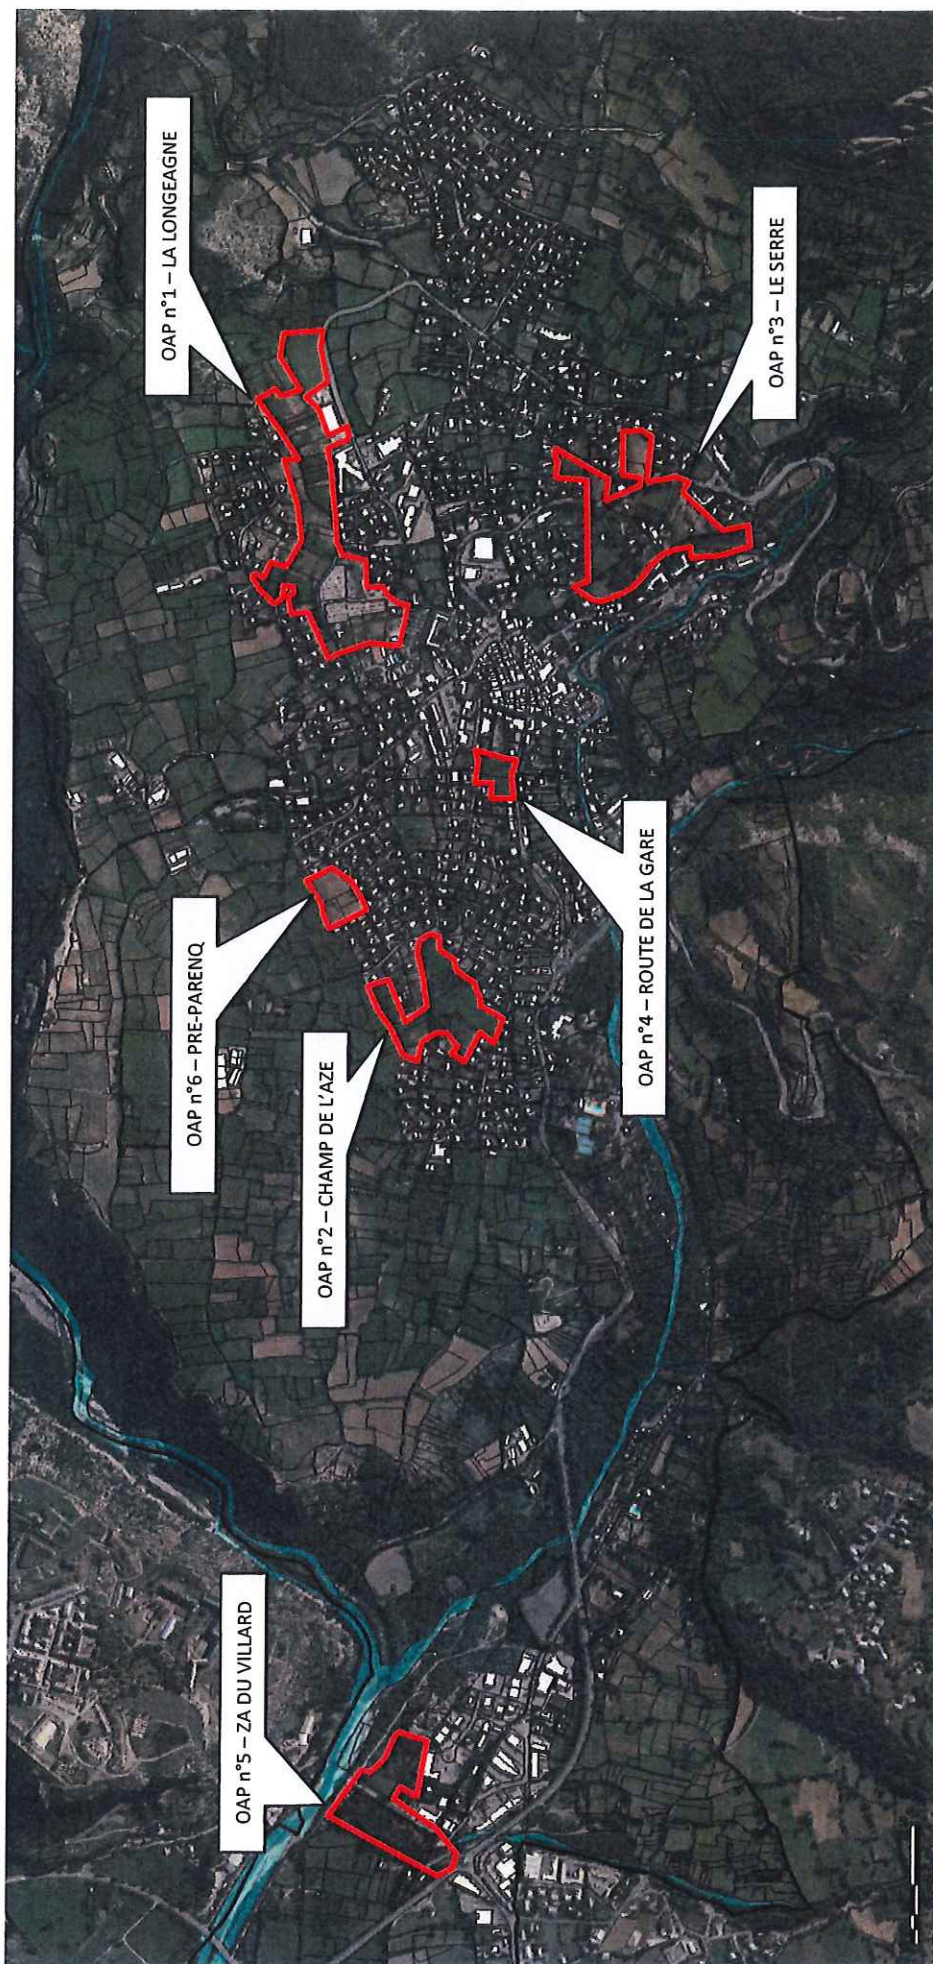 OAP n°1 – LA LONGEAGNE
OAP n°3 – LE SERRE
OAP n°6 – PRE-PARENQ
OAP n°4 – ROUTE DE LA GARE
OAP n°2 – CHAMP DE L'AZE
OAP n°5 – ZA DU VILLARD